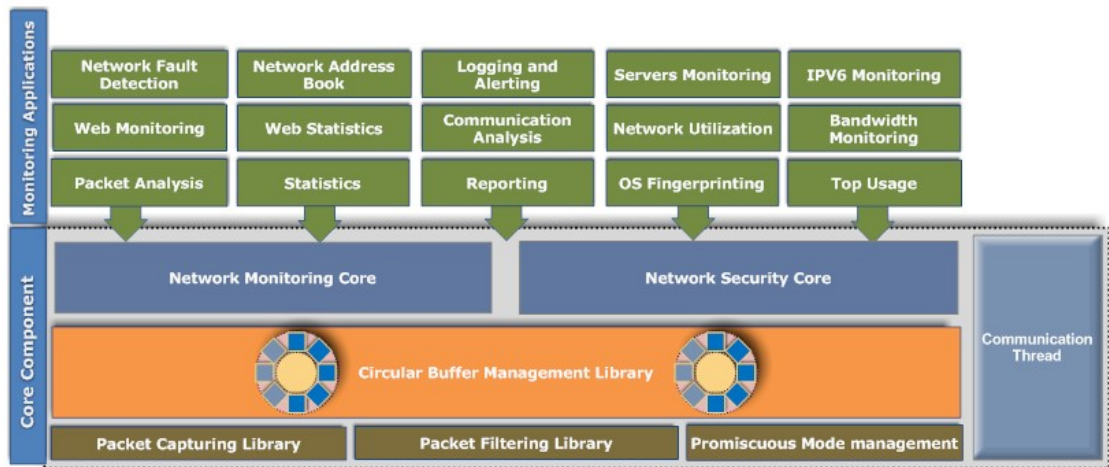 Monitoring Applications
Network Fault
Detection
Network Address
Book
Logging and
Alerting
Servers Monitoring
IPV6 Monitoring
Web Monitoring
Web Statistics
Communication
Analysis
Network Utilization
Bandwidth
Monitoring
Packet Analysis
Statistics
Reporting
OS Fingerprinting
Top Usage
Core Component
Network Monitoring Core
Network Security Core
Communication
Thread
Circular Buffer Management Library
Packet Capturing Library
Packet Filtering Library
Promiscuous Mode management